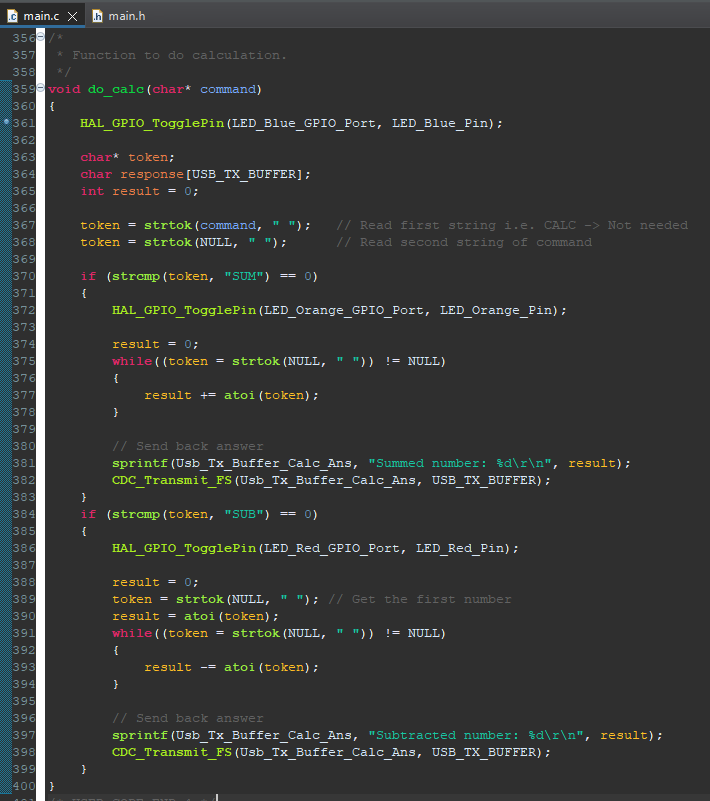 main.c main.h
356 /*
357  * Function to do calculation.
358  */
359 void do_calc(char* command)
360 {
361     HAL_GPIO_TogglePin(LED_Blue_GPIO_Port, LED_Blue_Pin);
362
363     char* token;
364     char response[USB_TX_BUFFER];
365     int result = 0;
366
367     token = strtok(command, " ");   // Read first string i.e. CALC -> Not needed
368     token = strtok(NULL, " ");      // Read second string of command
369
370     if (strcmp(token, "SUM") == 0)
371     {
372         HAL_GPIO_TogglePin(LED_Orange_GPIO_Port, LED_Orange_Pin);
373
374         result = 0;
375         while((token = strtok(NULL, " ")) != NULL)
376         {
377             result += atoi(token);
378         }
379
380         // Send back answer
381         sprintf(Usb_Tx_Buffer_Calc_Ans, "Summed number: %d\r\n", result);
382         CDC_Transmit_FS(Usb_Tx_Buffer_Calc_Ans, USB_TX_BUFFER);
383     }
384     if (strcmp(token, "SUB") == 0)
385     {
386         HAL_GPIO_TogglePin(LED_Red_GPIO_Port, LED_Red_Pin);
387
388         result = 0;
389         token = strtok(NULL, " "); // Get the first number
390         result = atoi(token);
391         while((token = strtok(NULL, " ")) != NULL)
392         {
393             result -= atoi(token);
394         }
395
396         // Send back answer
397         sprintf(Usb_Tx_Buffer_Calc_Ans, "Subtracted number: %d\r\n", result);
398         CDC_Transmit_FS(Usb_Tx_Buffer_Calc_Ans, USB_TX_BUFFER);
399     }
400 }